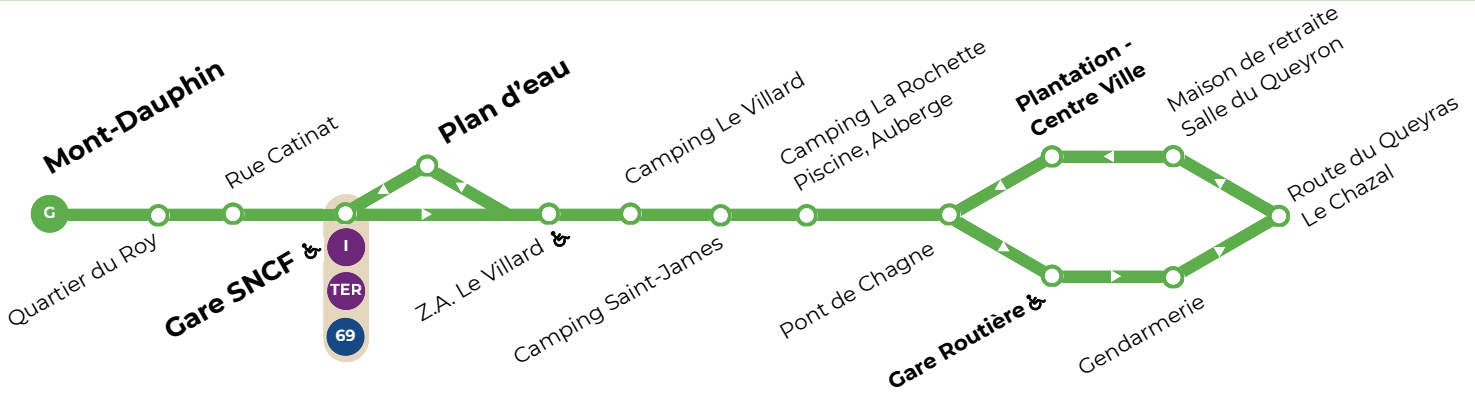 Mont-Dauphin
G
Quartier du Roy
Rue Catinat
Gare SNCF
I
TER
69
Plan d’eau
Z.A. Le Villard
Camping Le Villard
Camping Saint-James
Camping La Rochette
Piscine, Auberge
Pont de Chagne
Plantation -
Centre Ville
Maison de retraite
Salle du Queyron
Gare Routière
Gendarmerie
Route du Queyras
Le Chazal